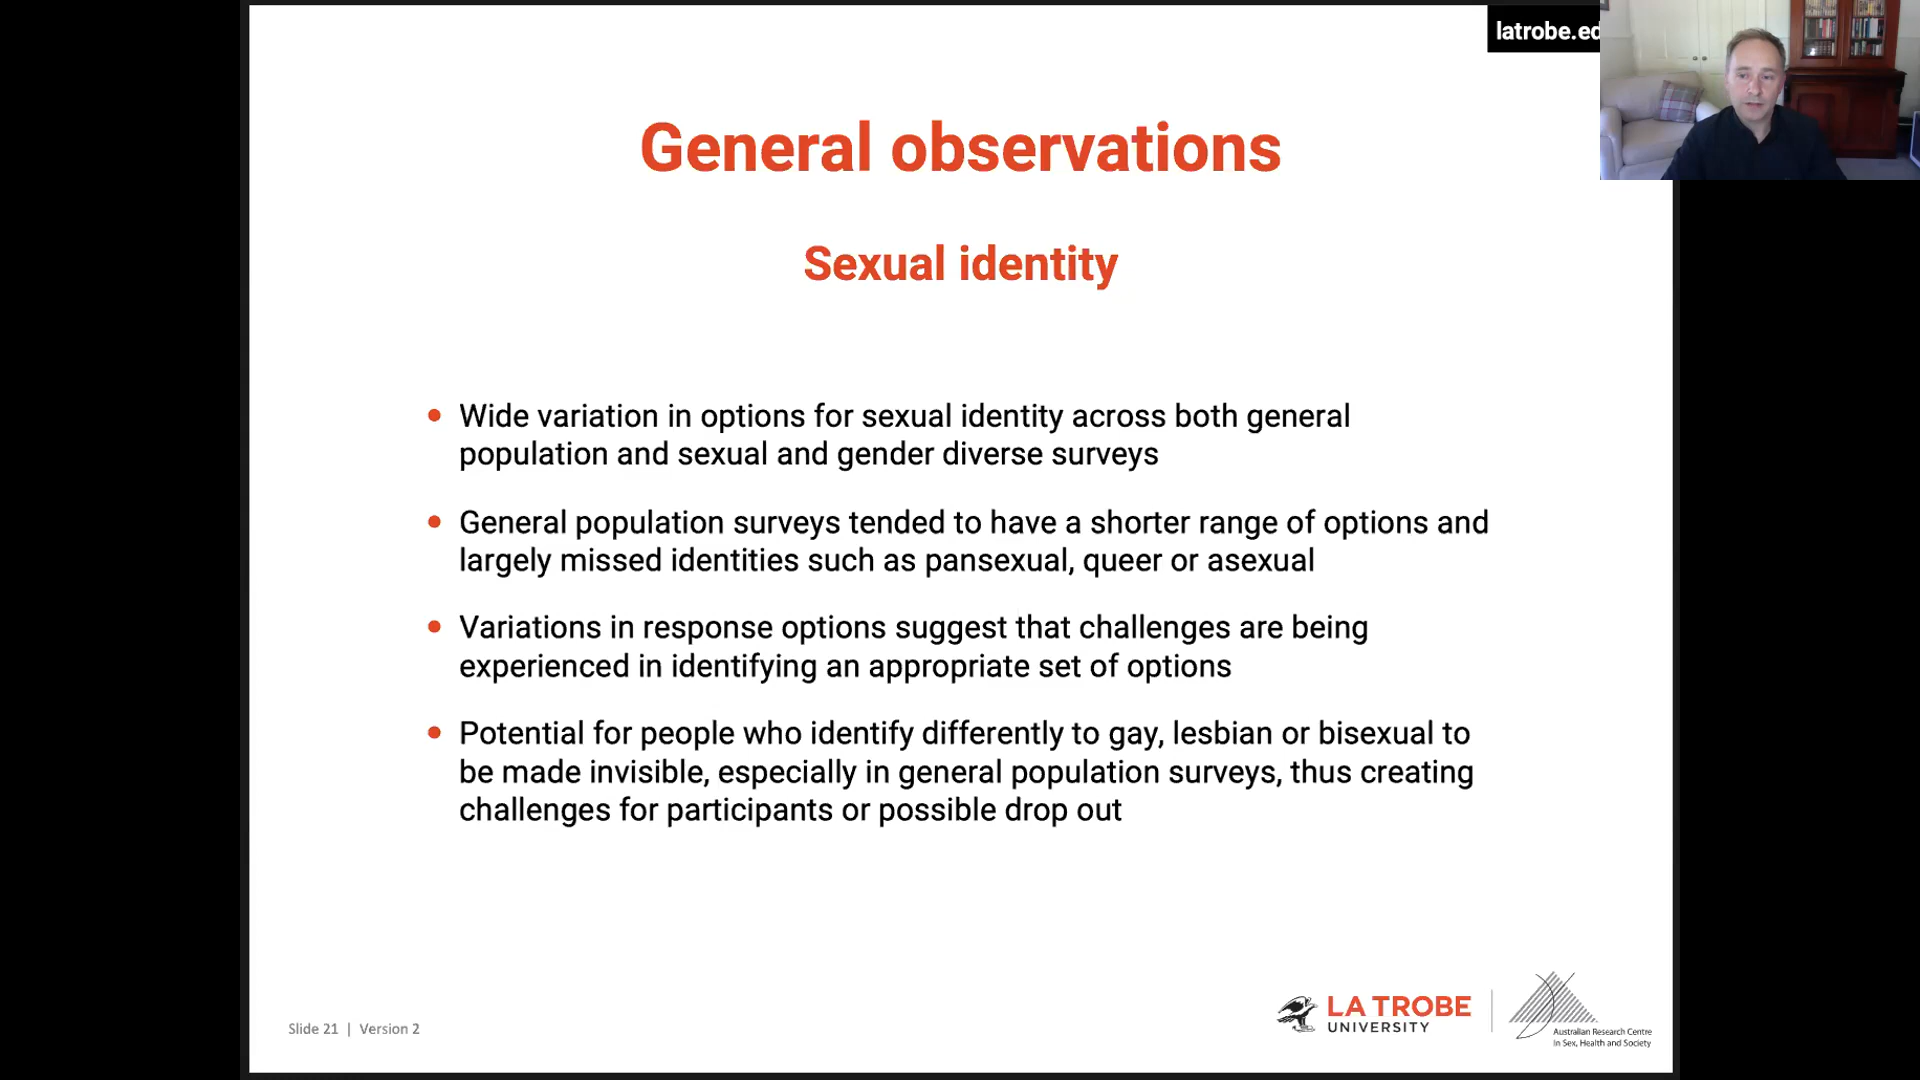 latrobe.ed
General observations
Sexual identity
• Wide variation in options for sexual identity across both general
population and sexual and gender diverse surveys
• General population surveys tended to have a shorter range of options and
largely missed identities such as pansexual, queer or asexual
• Variations in response options suggest that challenges are being
experienced in identifying an appropriate set of options
• Potential for people who identify differently to gay, lesbian or bisexual to
be made invisible, especially in general population surveys, thus creating
challenges for participants or possible drop out
Slide 21 | Version 2
LA TROBE
UNIVERSITY
Australian Research Centre
in Sex, Health and Society